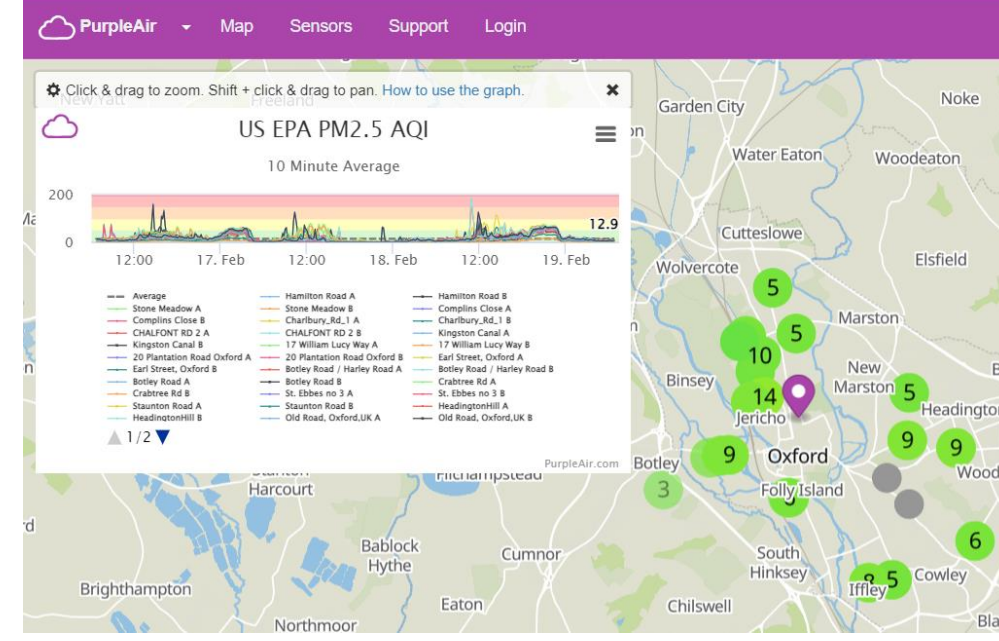 PurpleAir Map Sensors Support Login
Click & drag to zoom. Shift + click & drag to pan. How to use the graph.
US EPA PM2.5 AQI
10 Minute Average
200
0
12.9
12:00 17. Feb 12:00 18. Feb 12:00 19. Feb
Average Hamilton Road A Hamilton Road B
Stone Meadow A Stone Meadow B Complins Close A
Complins Close B Charlbury_Rd_1 A Charlbury_Rd_1 B
CHALFONT RD 2 A CHALFONT RD 2 B Kingston Canal A
Kingston Canal B 17 William Lucy Way A 17 William Lucy Way B
20 Plantation Road Oxford A 20 Plantation Road Oxford B Earl Street, Oxford A
Earl Street, Oxford B Botley Road / Harley Road A Botley Road / Harley Road B
Botley Road A Botley Road B Crabtree Rd A
Crabtree Rd B St. Ebbes no 3 A St. Ebbes no 3 B
Staunton Road A Staunton Road B HeadingtonHill A
HeadingtonHill B Old Road, Oxford,UK A Old Road, Oxford,UK B
1/2
PurpleAir.com
Garden City
Noke
Water Eaton
Woodeaton
Cutteslowe
Elsfield
Wolvercote
5
Marston
5
10
New
Marston
Binsey
14
5
Jericho
Headington
9
9
9
Botley
Oxford
Wood
3
Folly Island
Harcourt
6
Bablock
Hythe
Cumnor
South
Hinksey
8
5
Cowley
Iffley
Brighthampton
Eaton
Chilswell
Northmoor